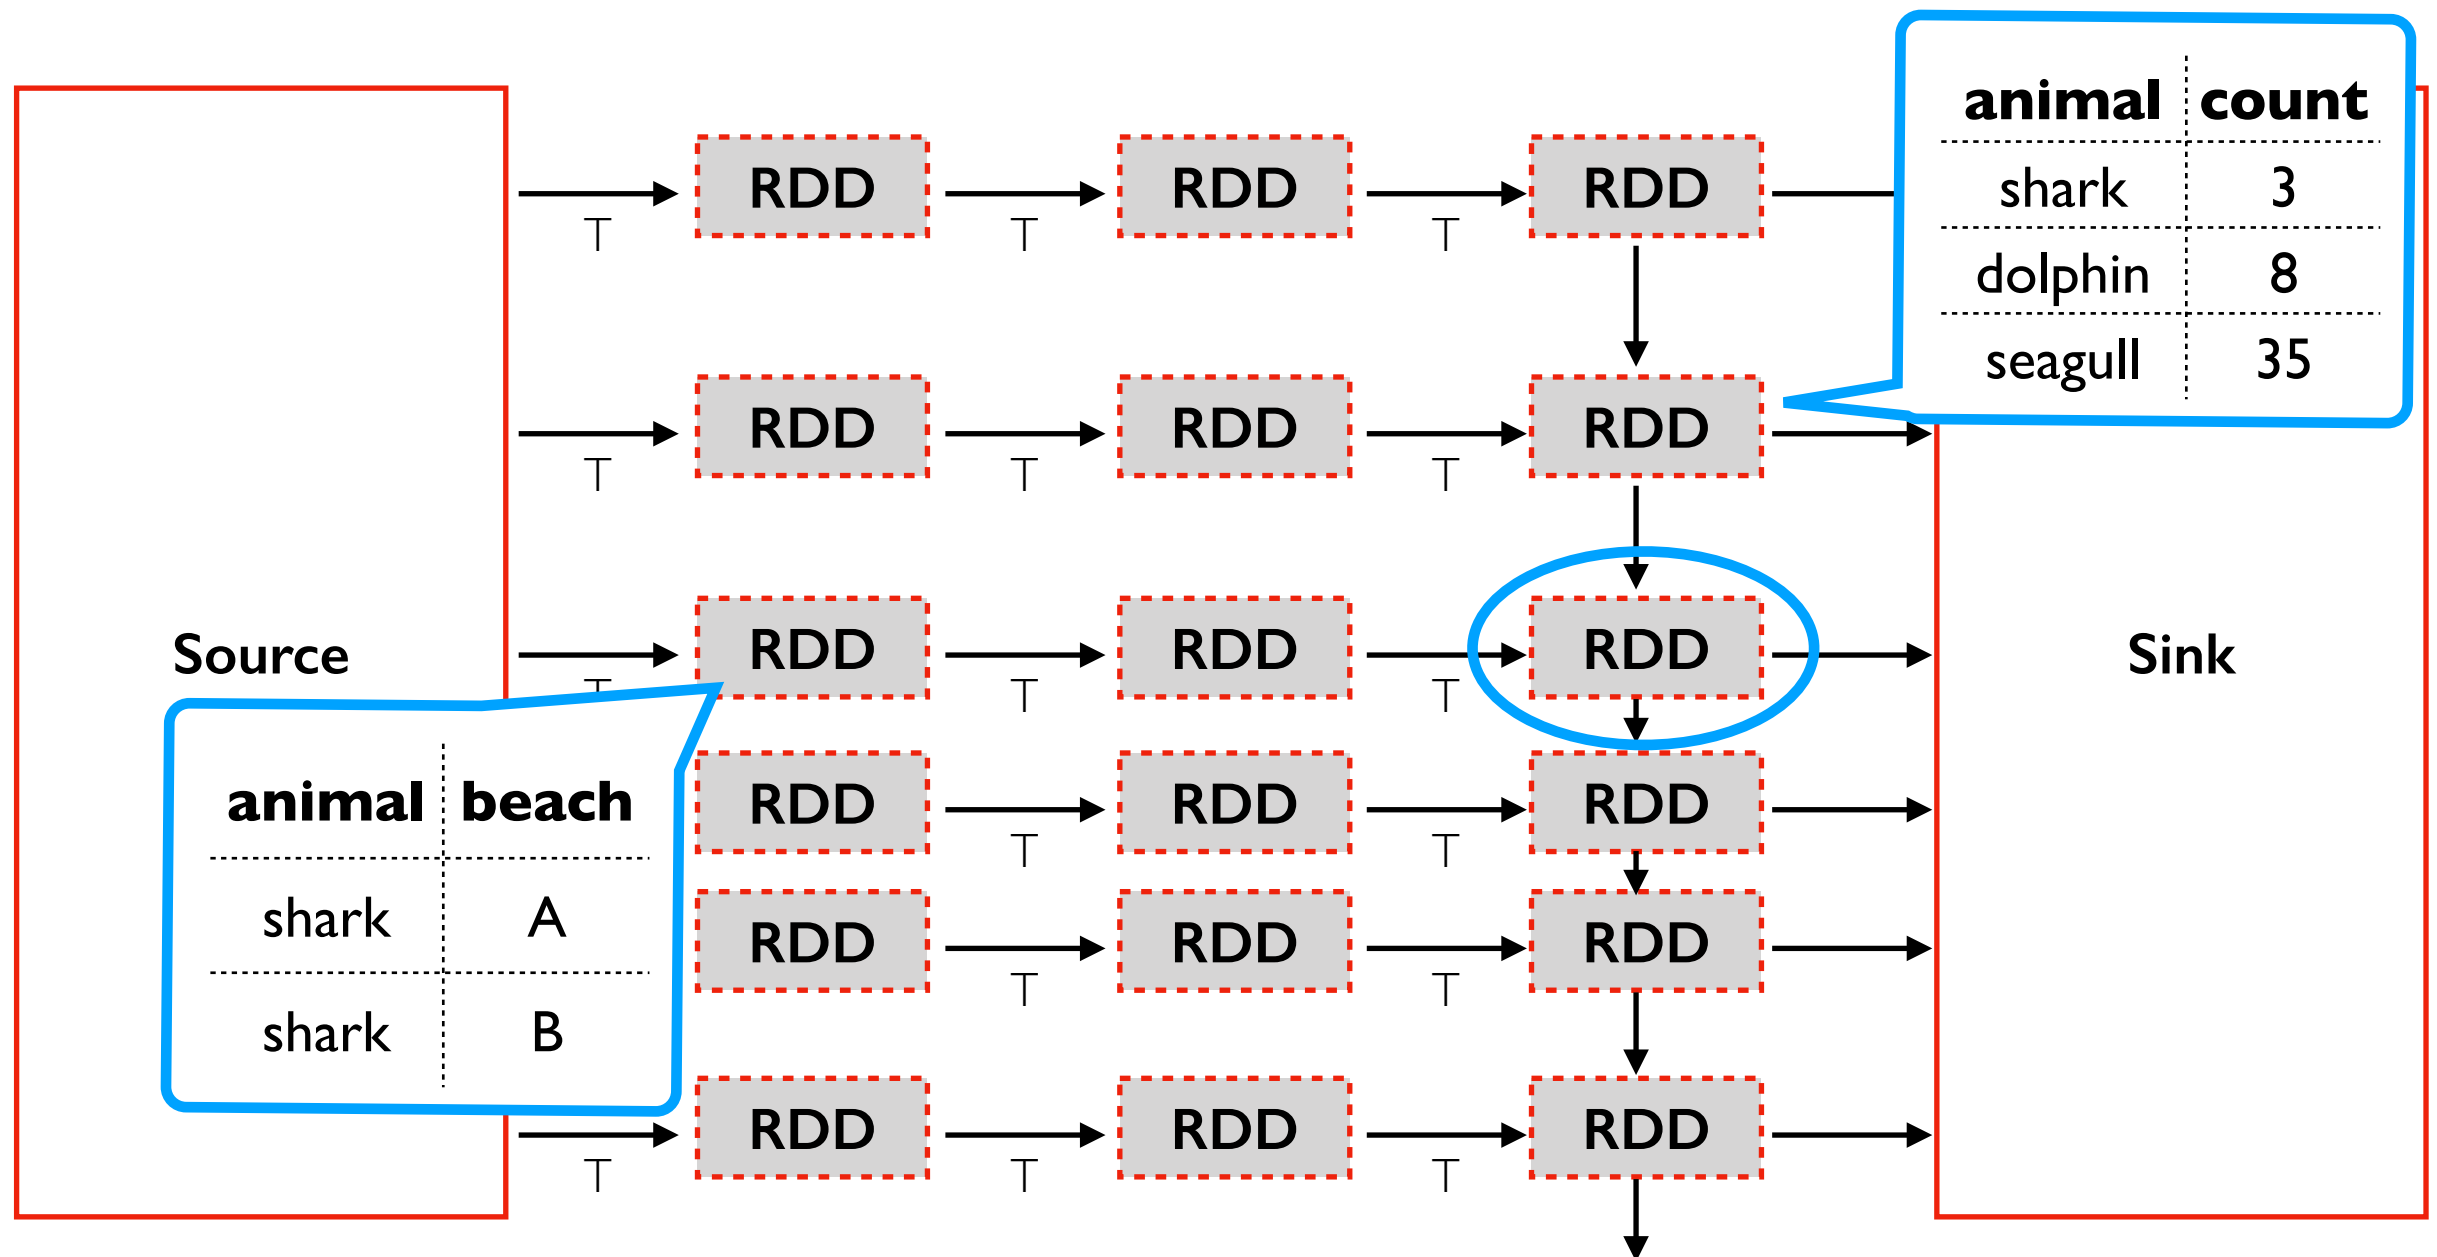 animal count
shark 3
dolphin 8
seagull 35
RDD RDD RDD
T T T
RDD RDD RDD
T T T
Source RDD RDD RDD Sink
T T T
animal beach
shark A
shark B
RDD RDD RDD
T T
RDD RDD RDD
T T
RDD RDD RDD
T T T